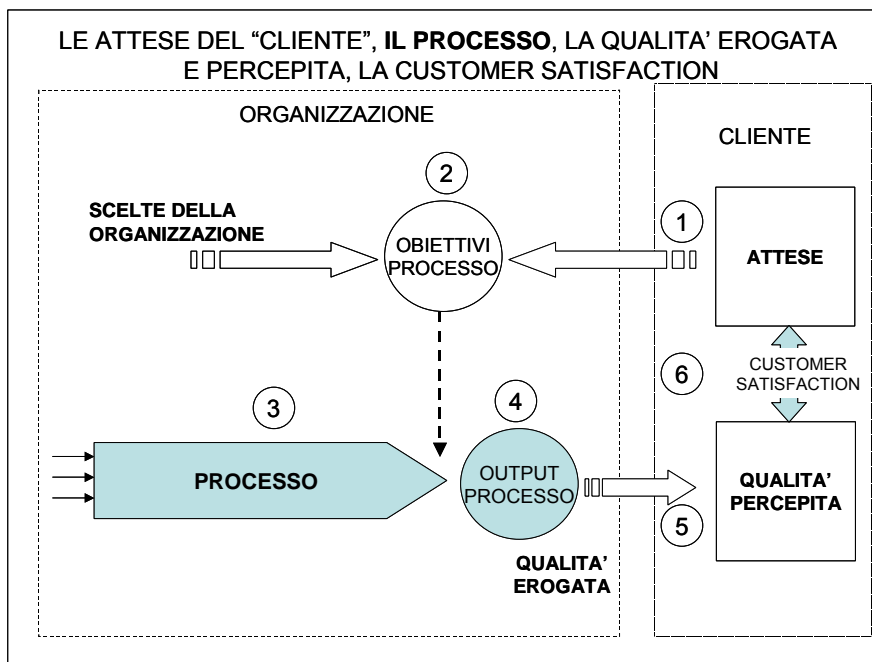 LE ATTESE DEL “CLIENTE”, IL PROCESSO, LA QUALITA’ EROGATA
E PERCEPITA, LA CUSTOMER SATISFACTION
ORGANIZZAZIONE
CLIENTE
2
SCELTE DELLA
ORGANIZZAZIONE
OBIETTIVI
PROCESSO
1
ATTESE
6
CUSTOMER
SATISFACTION
3
4
PROCESSO
OUTPUT
PROCESSO
QUALITA’
PERCEPITA
5
QUALITA’
EROGATA